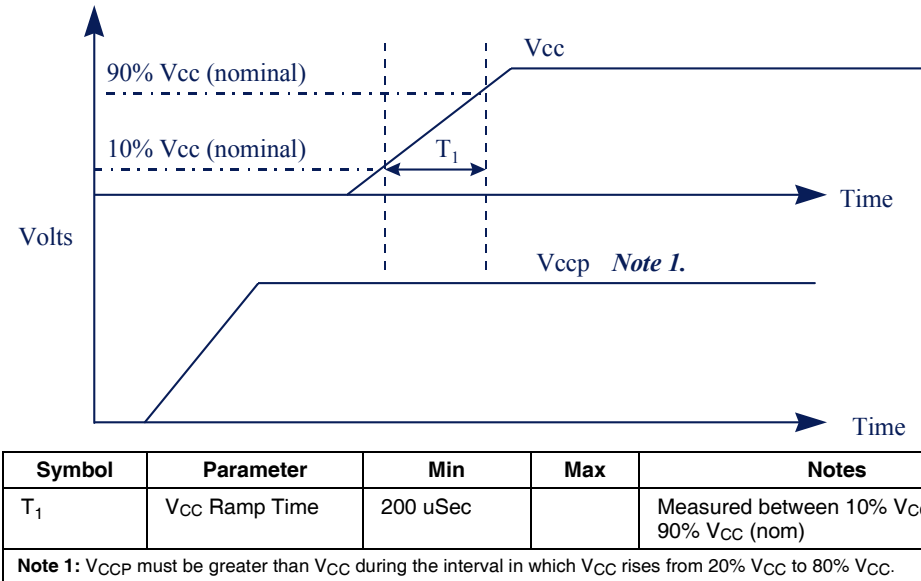 Vcc
90% Vcc (nominal)
10% Vcc (nominal)
T1
Time
Volts
Vccp Note 1.
Time
Symbol Parameter Min Max Notes
T1 VCC Ramp Time 200 uSec Measured between 10% VC
90% VCC (nom)
Note 1: VCCP must be greater than VCC during the interval in which VCC rises from 20% VCC to 80% VCC.